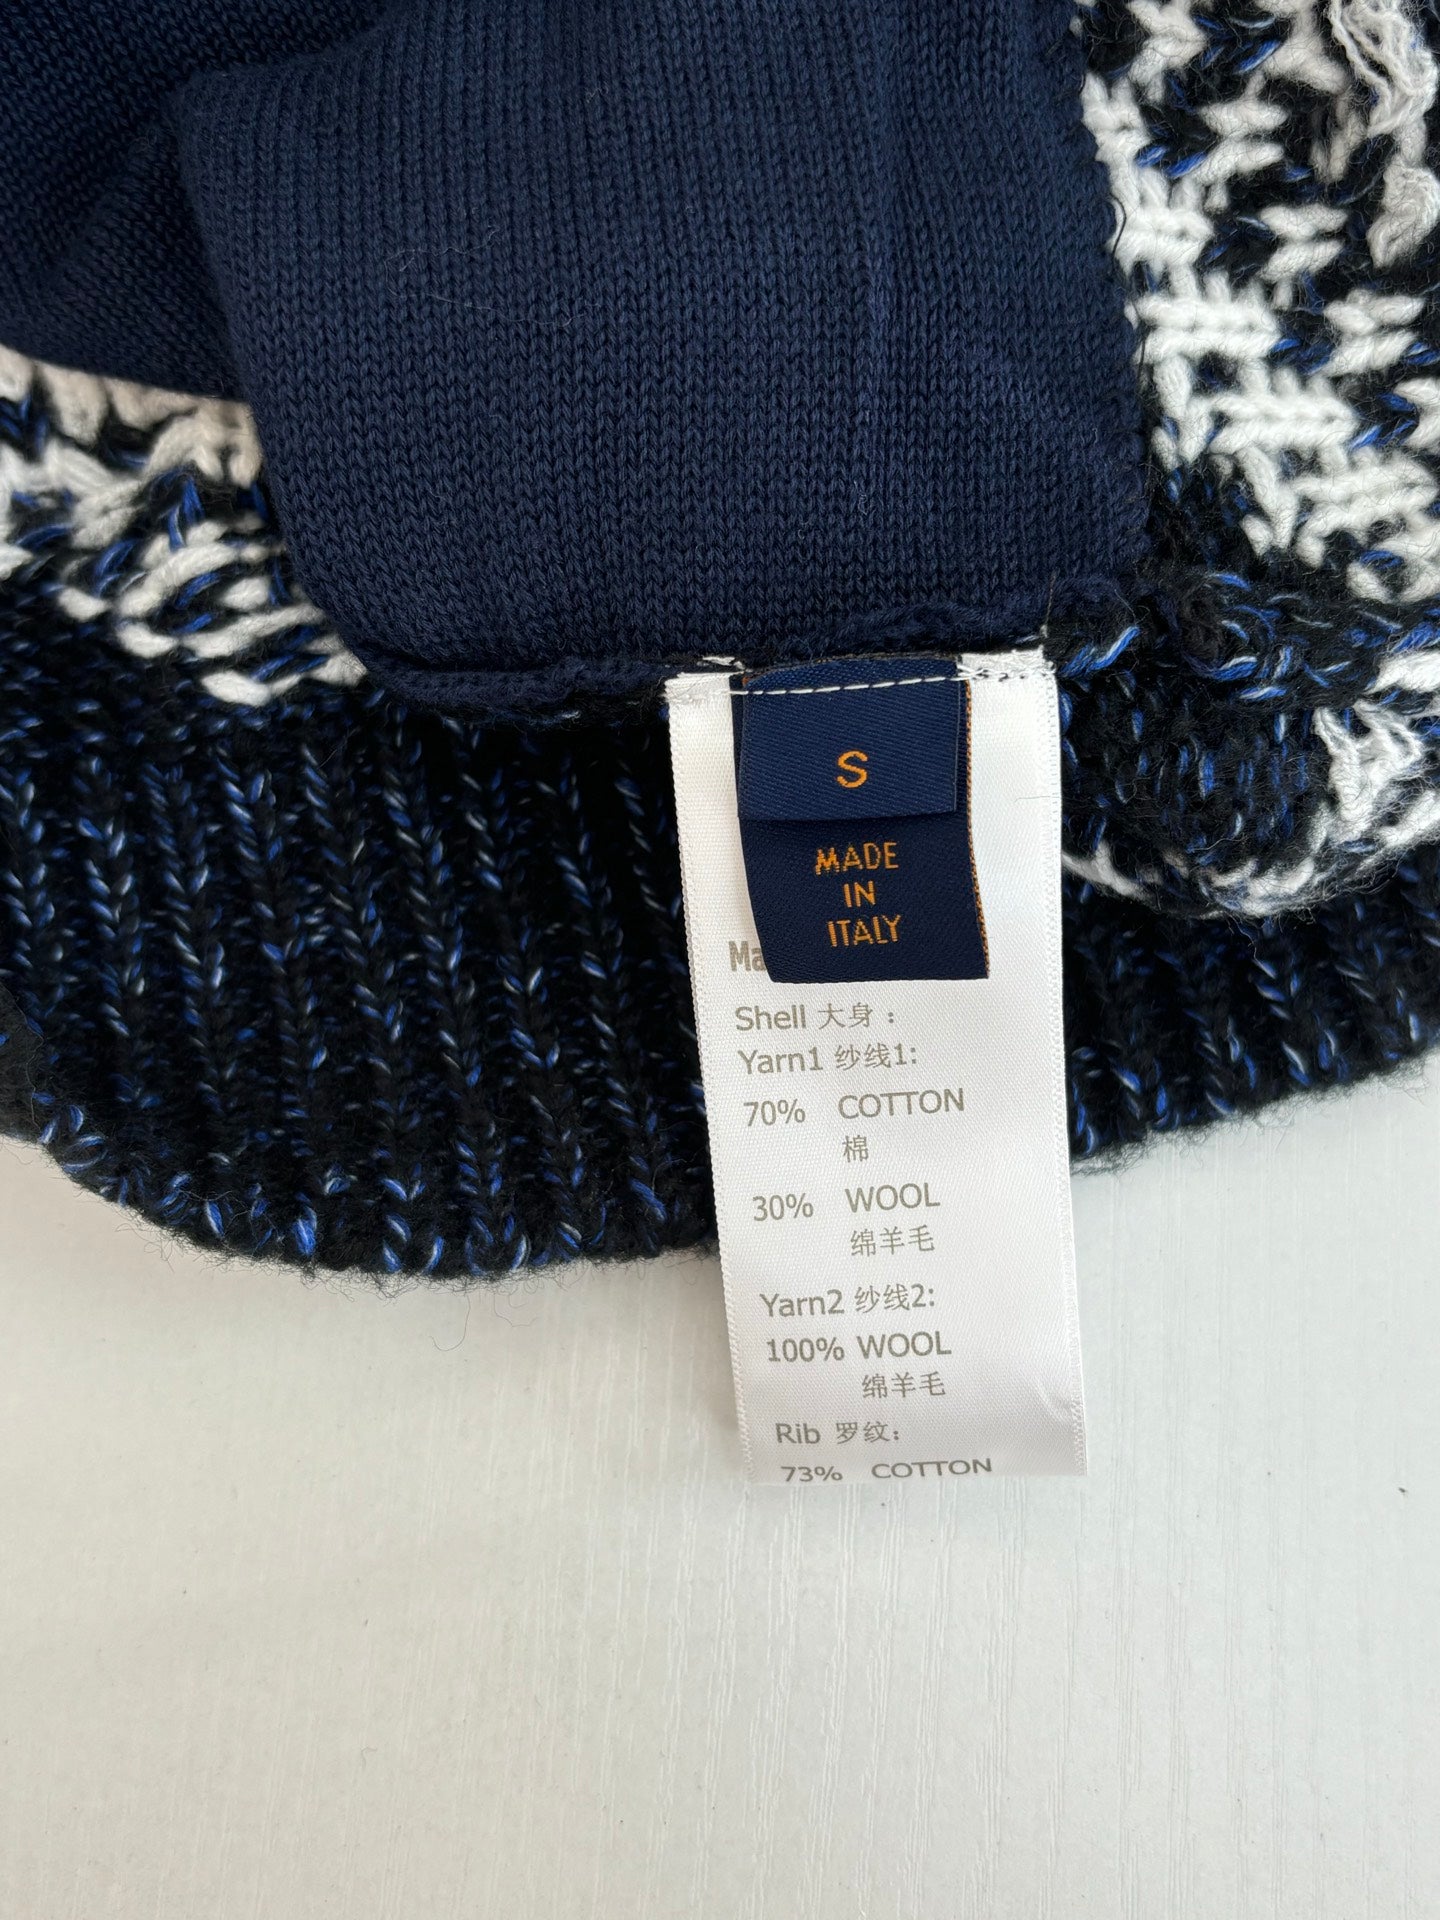 S
MADE
IN
ITALY
Shell 大身：
Yarn1 纱线1:
70% COTTON
棉
30% WOOL
绵羊毛
Yarn2 纱线2:
100% WOOL
绵羊毛
Rib 罗纹:
73% COTTON